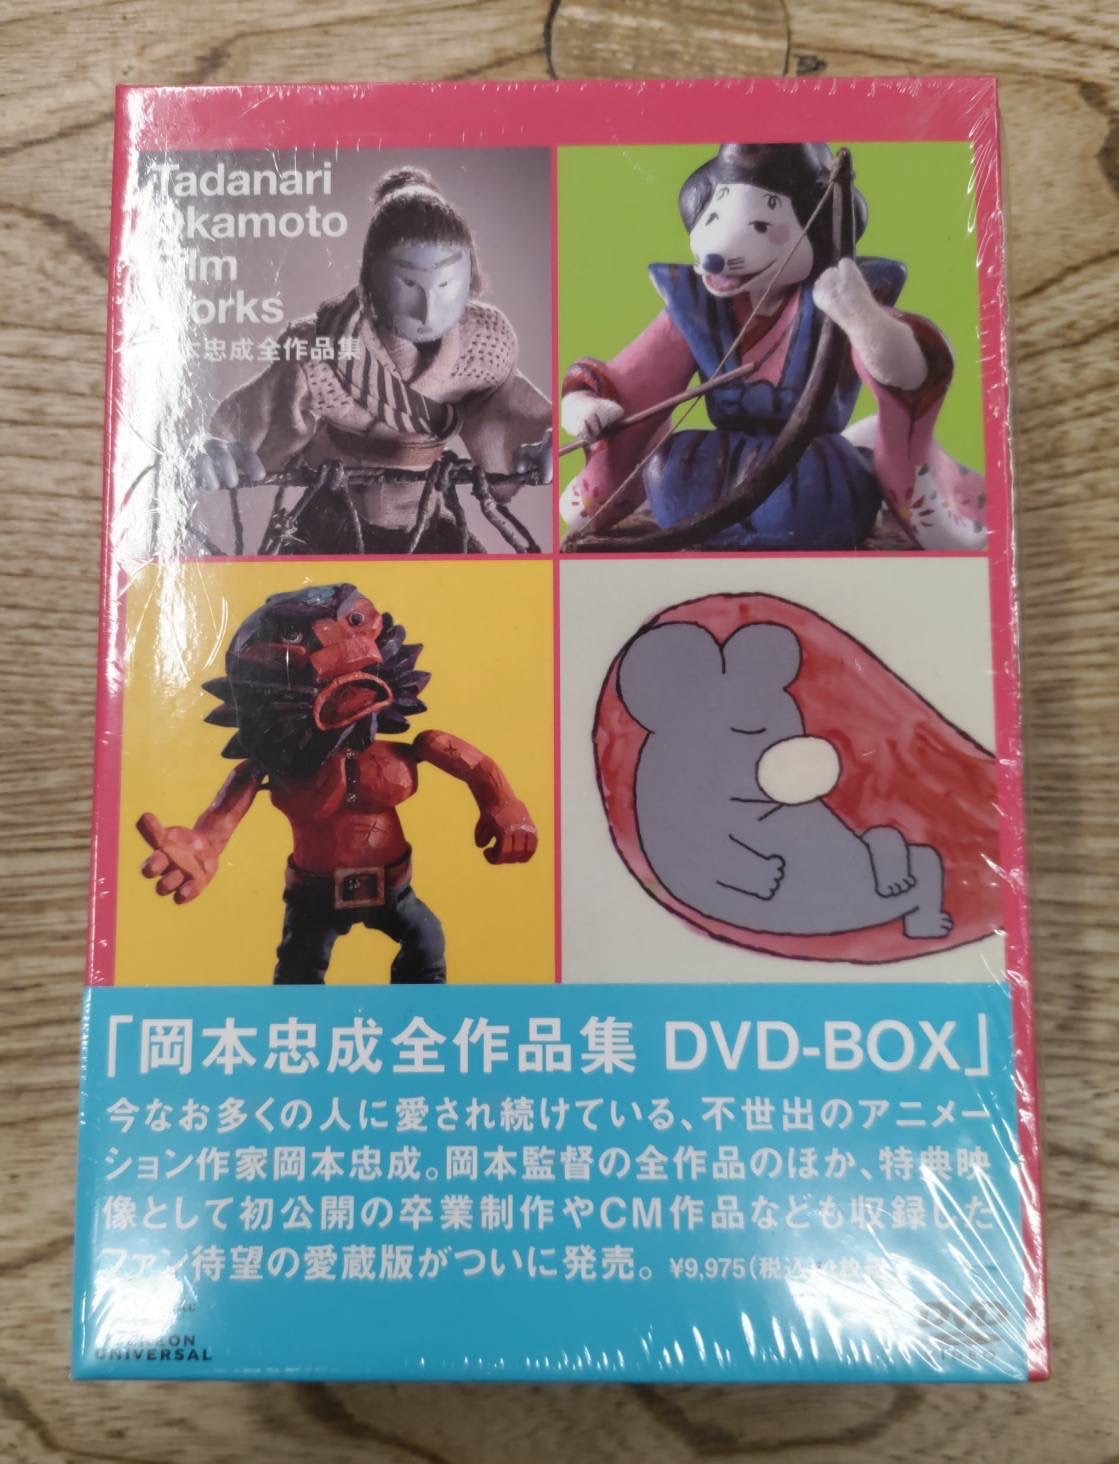 Tadanari
Okamoto
Film
Works
本忠成全作品集
「岡本忠成全作品集 DVD-BOX」
今なお多くの人に愛され続けている、不世出のアニメー
ション作家岡本忠成。岡本監督の全作品のほか、特典映
像として初公開の卒業制作やCM作品なども収録した
ファン待望の愛蔵版がついに発売。 ¥9,975(税込)
GENEON
UNIVERSAL
DVD
VIDEO